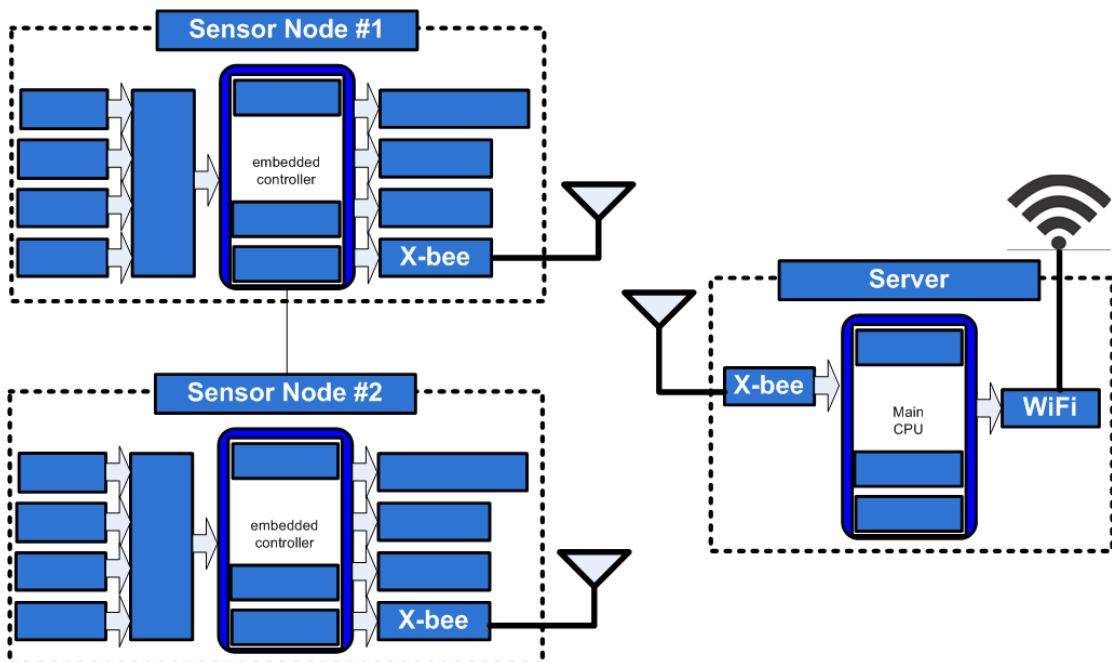 Sensor Node #1
embedded
controller
X-bee
Sensor Node #2
embedded
controller
X-bee
Server
X-bee
Main
CPU
WiFi